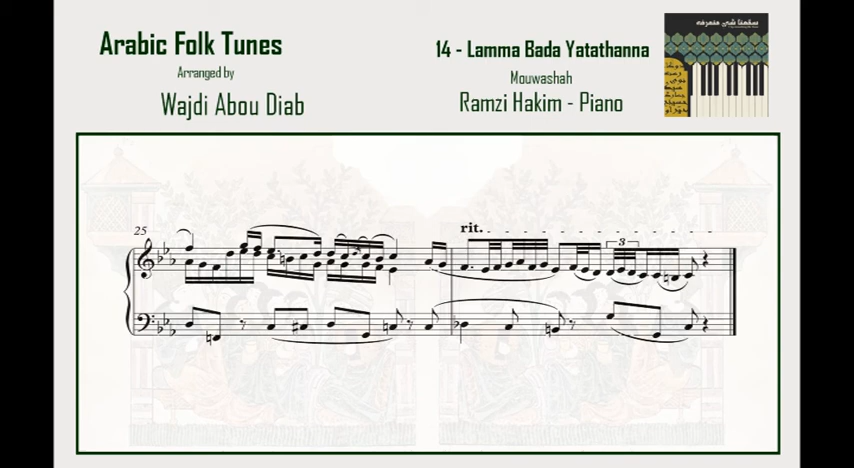 Arabic Folk Tunes
Arranged by
Wajdi Abou Diab
14 - Lamma Bada Yatathanna
Mouwashah
Ramzi Hakim - Piano
25
rit.
3